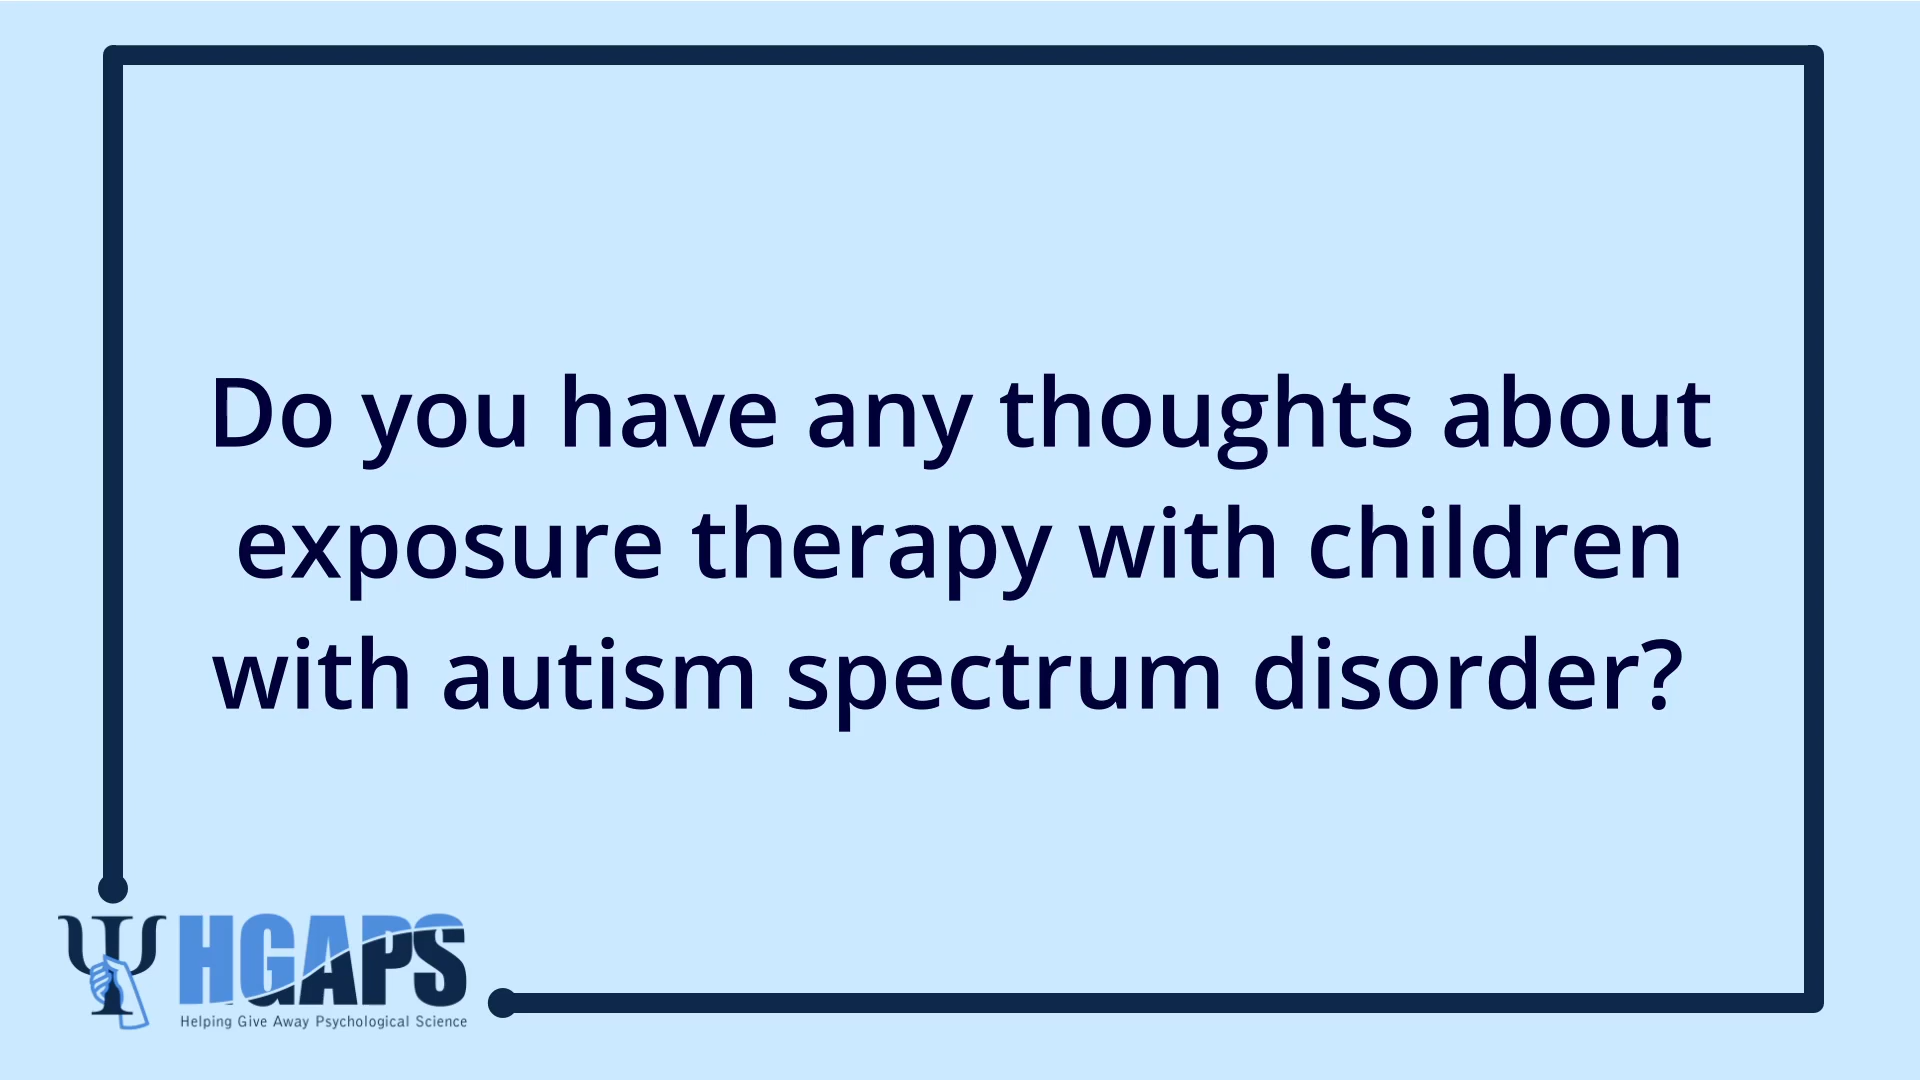 Do you have any thoughts about
exposure therapy with children
with autism spectrum disorder?
HGAPS
Helping Give Away Psychological Science